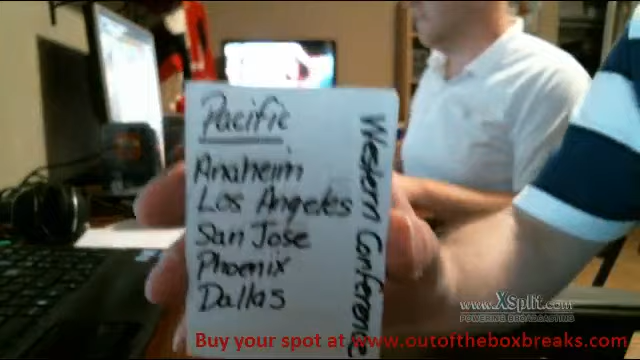 Pacific
Anaheim
Los Angeles
San Jose
Phoenix
Dallas
Western Conference
www.XSplit.com
POWERING BROADCASTING
Buy your spot at www.outoftheboxbreaks.com